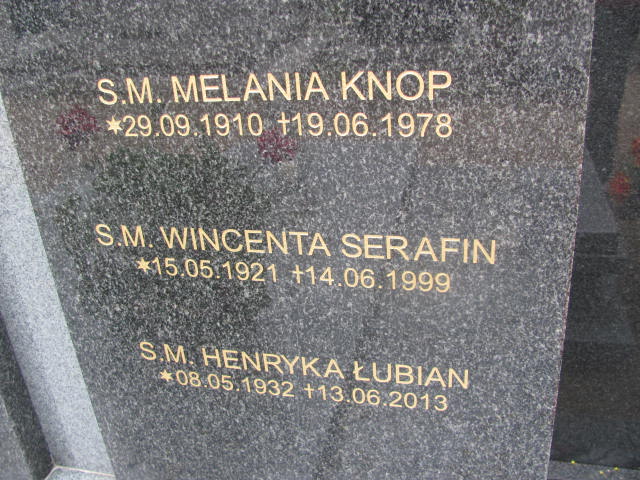 S.M. MELANIA KNOP
*29.09.1910 †19.06.1978
S.M. WINCENTA SERAFIN
*15.05.1921 †14.06.1999
S.M. HENRYKA ŁUBIAN
*08.05.1932 †13.06.2013